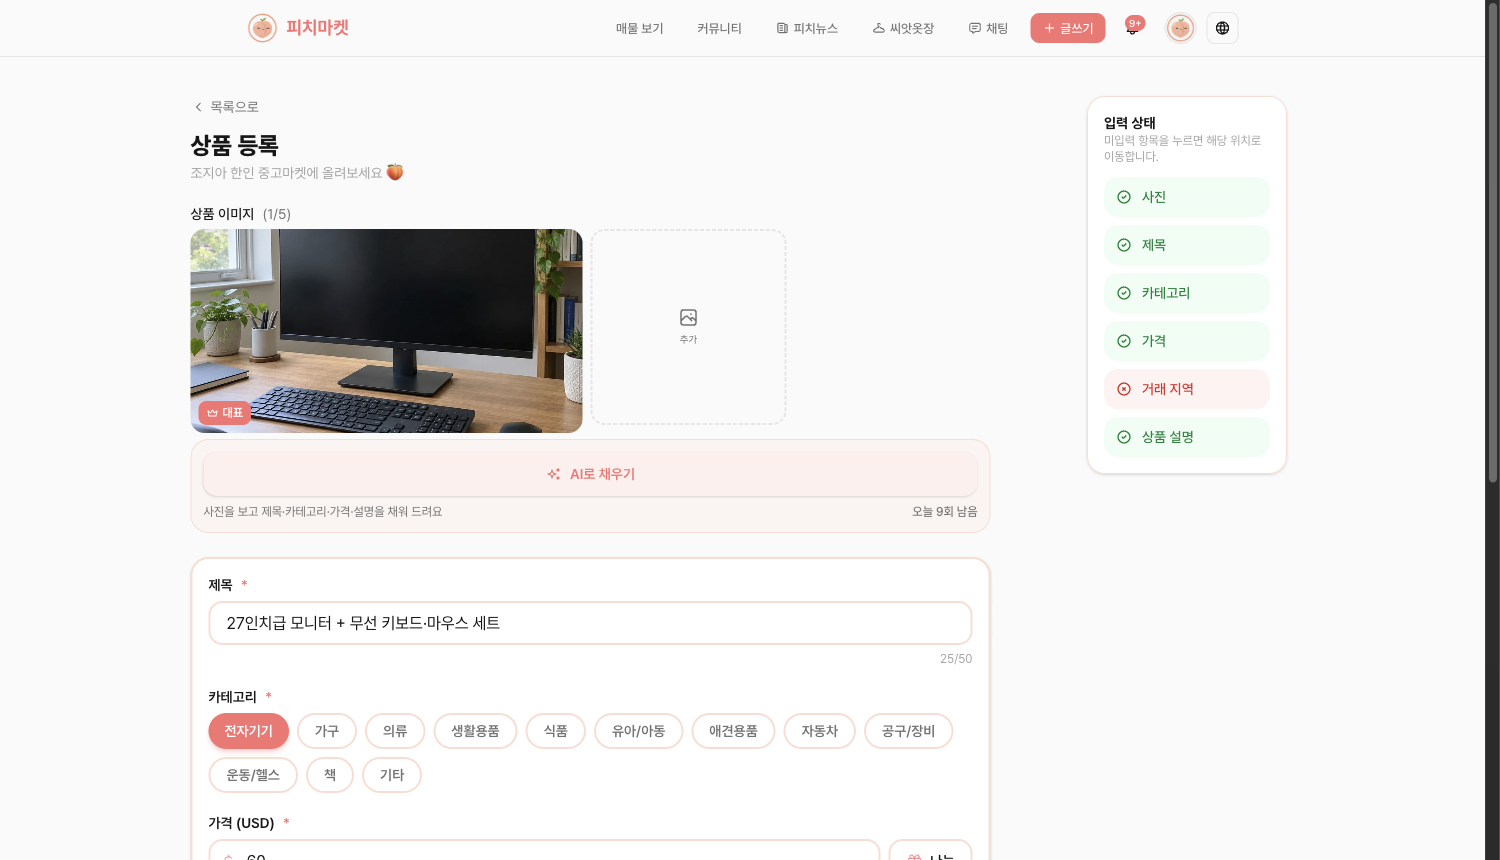 피치마켓
매물 보기
커뮤니티
피치뉴스
씨앗옷장
채팅
+ 글쓰기
9+
목록으로
상품 등록
조지아 한인 중고마켓에 올려보세요 🍑
상품 이미지 (1/5)
대표
추가
AI로 채우기
사진을 보고 제목·카테고리·가격·설명을 채워 드려요
오늘 9회 남음
제목 *
27인치급 모니터 + 무선 키보드·마우스 세트
25/50
카테고리 *
전자기기
가구
의류
생활용품
식품
유아/아동
애견용품
자동차
공구/장비
운동/헬스
책
기타
가격 (USD) *
60
입력 상태
미입력 항목을 누르면 해당 위치로
이동합니다.
사진
제목
카테고리
가격
거래 지역
상품 설명